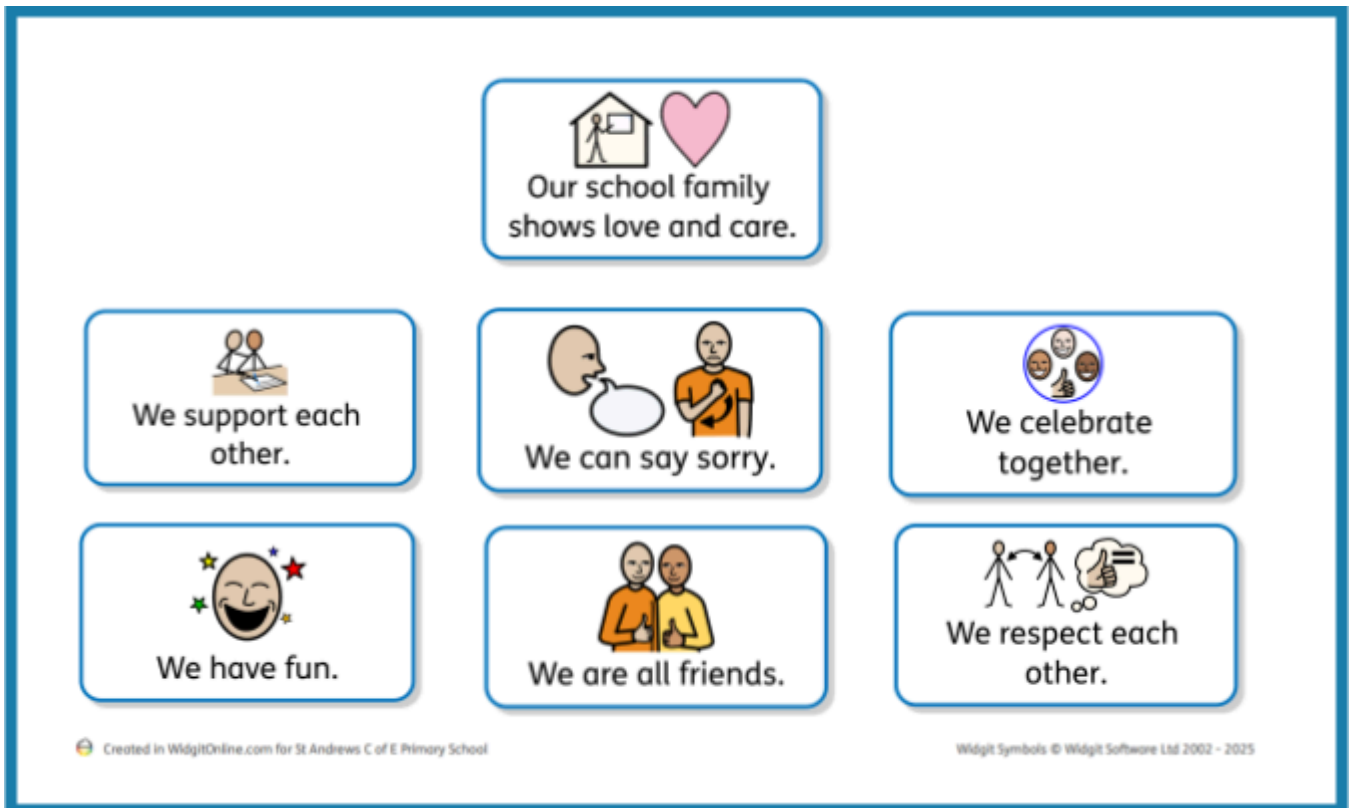 Our school family
shows love and care.
We support each
other.
We can say sorry.
We celebrate
together.
We have fun.
We are all friends.
We respect each
other.
Created in WidgitOnline.com for St Andrews C of E Primary School
Widgit Symbols © Widgit Software Ltd 2002 - 2025